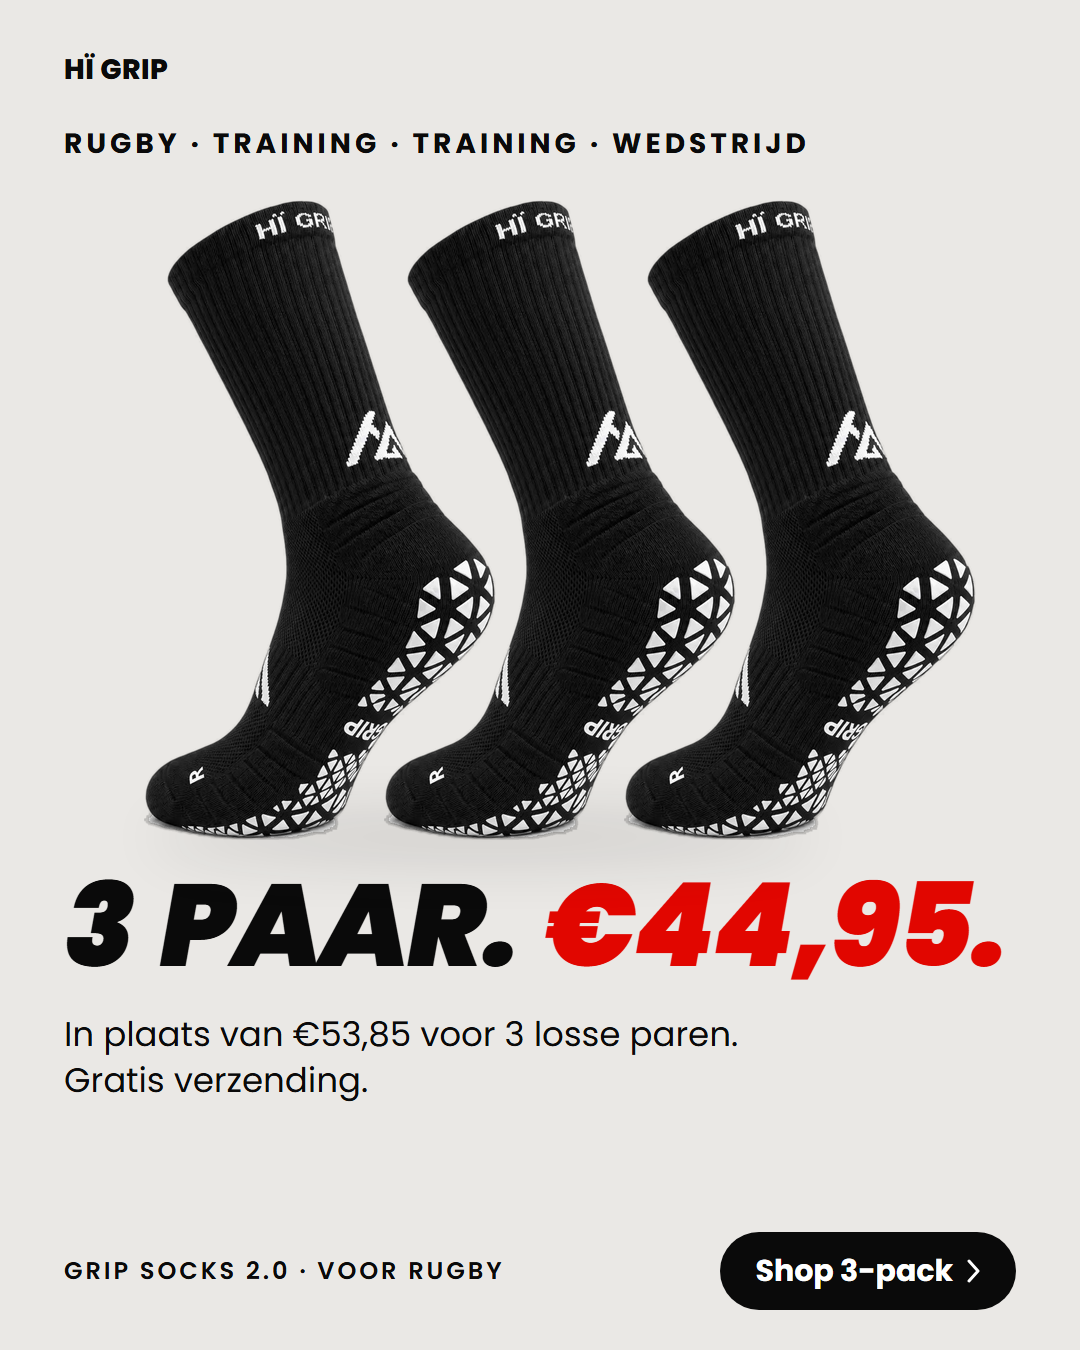 HÏ GRIP
RUGBY · TRAINING · TRAINING · WEDSTRIJD
HÏ GRIP HÏ GRIP HÏ GRIP
GRIP GRIP GRIP
R R R
3 PAAR. €44,95.
In plaats van €53,85 voor 3 losse paren.
Gratis verzending.
GRIP SOCKS 2.0 · VOOR RUGBY
Shop 3-pack